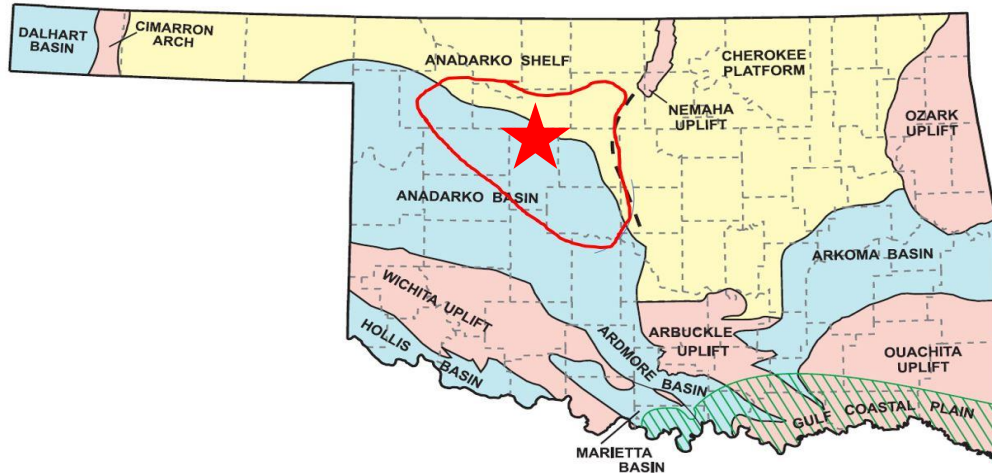 DALHART
BASIN
CIMARRON
ARCH
ANADARKO SHELF
CHEROKEE
PLATFORM
NEMAHA
UPLIFT
OZARK
UPLIFT
ANADARKO BASIN
ARKOMA BASIN
WICHITA UPLIFT
HOLLIS BASIN
ARDMORE BASIN
ARBUCKLE
UPLIFT
OUACHITA
UPLIFT
GULF COASTAL PLAIN
MARIETTA
BASIN